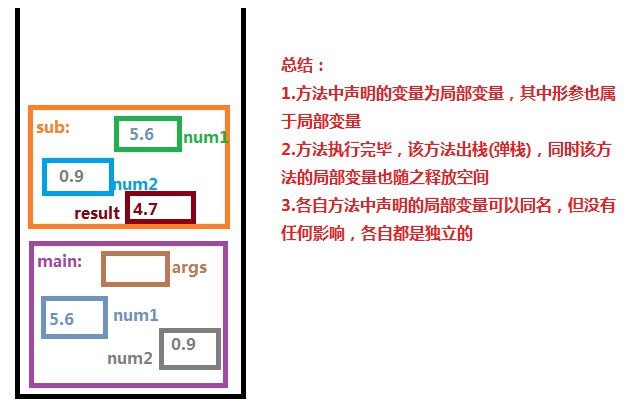 sub:
5.6
num1
0.9
num2
result
4.7
main:
args
5.6
num1
0.9
num2
总结：
1.方法中声明的变量为局部变量，其中形参也属
于局部变量
2.方法执行完毕，该方法出栈(弹栈)，同时该方
法的局部变量也随之释放空间
3.各自方法中声明的局部变量可以同名，但没有
任何影响，各自都是独立的